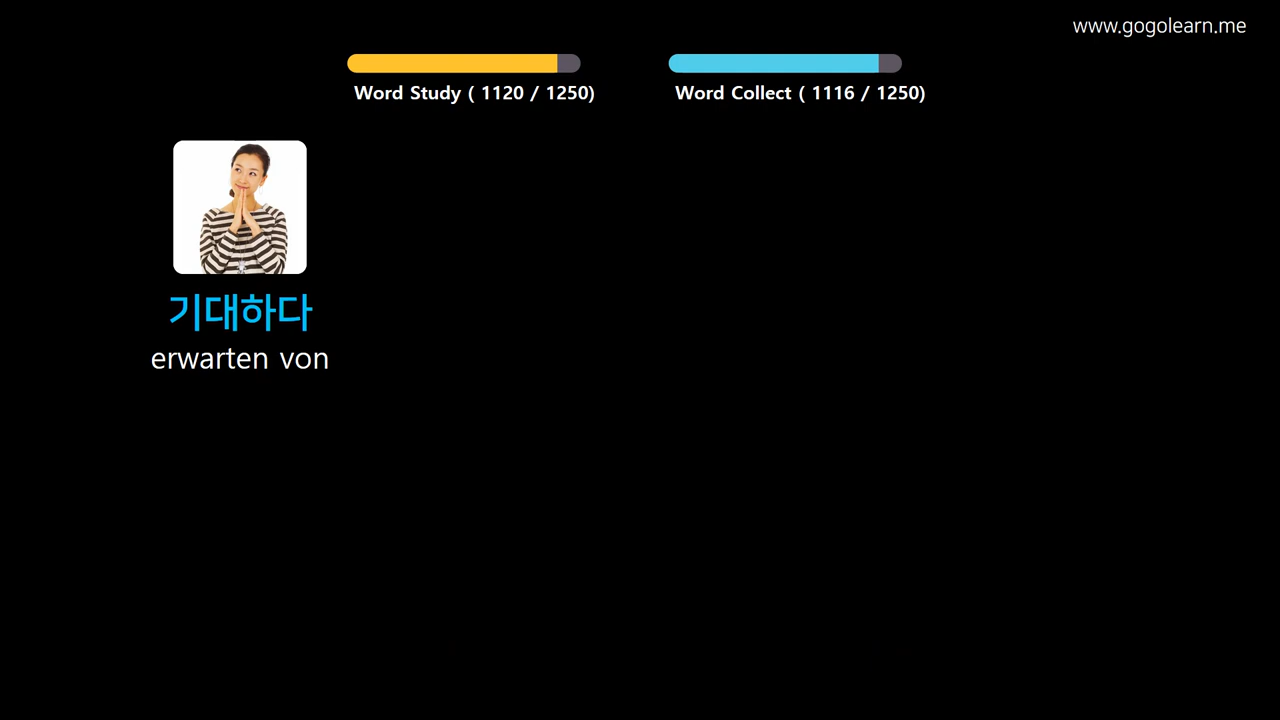 www.gogolearn.me
Word Study ( 1120 / 1250)
Word Collect ( 1116 / 1250)
기대하다
erwarten von